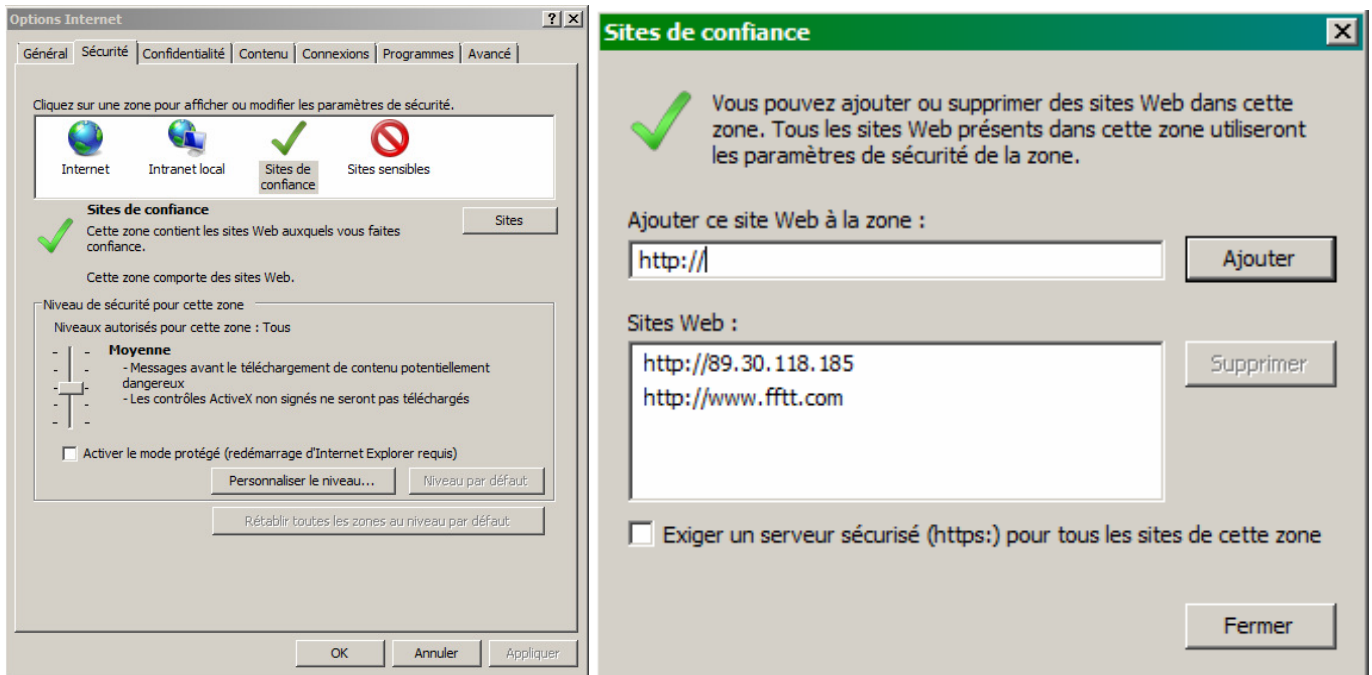 Options Internet
Général Sécurité Confidentialité Contenu Connexions Programmes Avancé
Cliquez sur une zone pour afficher ou modifier les paramètres de sécurité.
Internet Intranet local Sites de confiance Sites sensibles
Sites de confiance
Sites
Cette zone contient les sites Web auxquels vous faites
confiance.
Cette zone comporte des sites Web.
Niveau de sécurité pour cette zone
Niveaux autorisés pour cette zone : Tous
Moyenne
- Messages avant le téléchargement de contenu potentiellement
dangereux
- Les contrôles ActiveX non signés ne seront pas téléchargés
Activer le mode protégé (redémarrage d'Internet Explorer requis)
Personnaliser le niveau... Niveau par défaut
Rétablir toutes les zones au niveau par défaut
OK Annuler Appliquer
Sites de confiance
Vous pouvez ajouter ou supprimer des sites Web dans cette
zone. Tous les sites Web présents dans cette zone utiliseront
les paramètres de sécurité de la zone.
Ajouter ce site Web à la zone :
http:// Ajouter
Sites Web :
http://89.30.118.185 Supprimer
http://www.fftt.com
Exiger un serveur sécurisé (https:) pour tous les sites de cette zone
Fermer